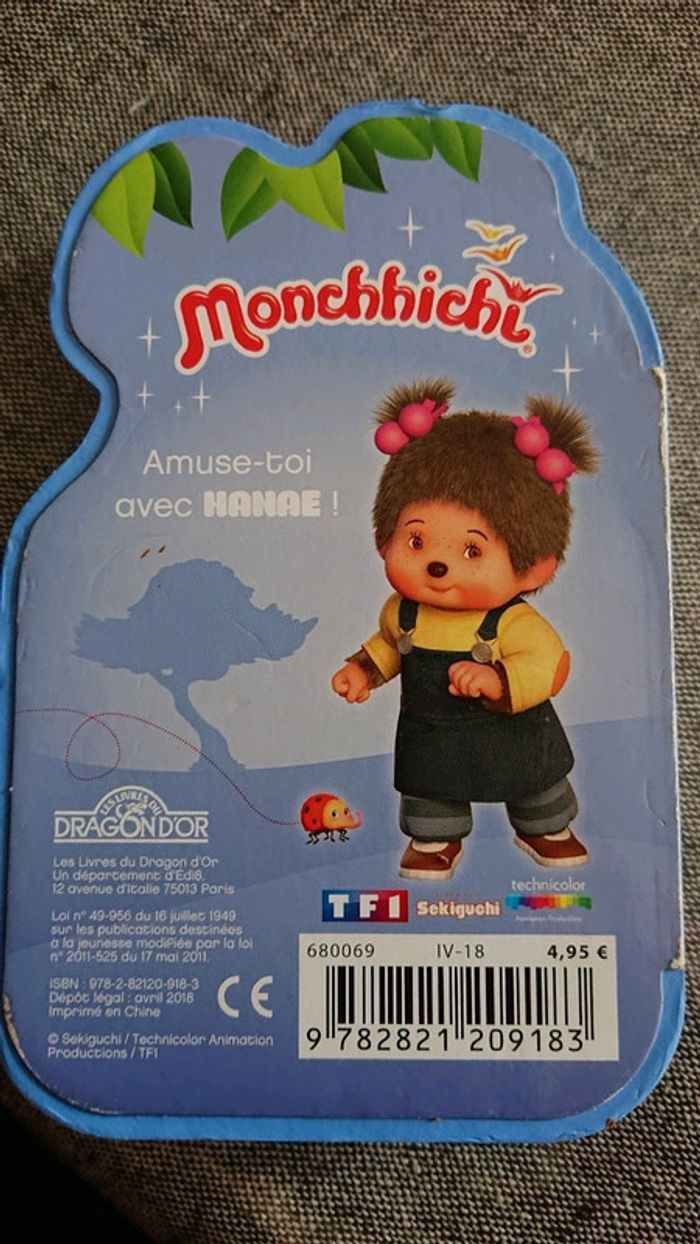 Monchhichi
Amuse-toi
avec HANAE !
LES LIVRES DU
DRAGON D'OR
Les Livres du Dragon d'Or
Un département d'Edi8,
12 avenue d'Italie 75013 Paris
Loi n° 49-956 du 16 juillet 1949
sur les publications destinées
à la jeunesse modifiée par la loi
n° 2011-525 du 17 mai 2011.
ISBN : 978-2-82120-918-3
Dépôt légal : avril 2018
Imprimé en Chine
CE
© Sekiguchi / Technicolor Animation
Productions / TF1
TF1
Sekiguchi
technicolor
Animation Productions
680069 IV-18 4,95 €
9 782821 209183